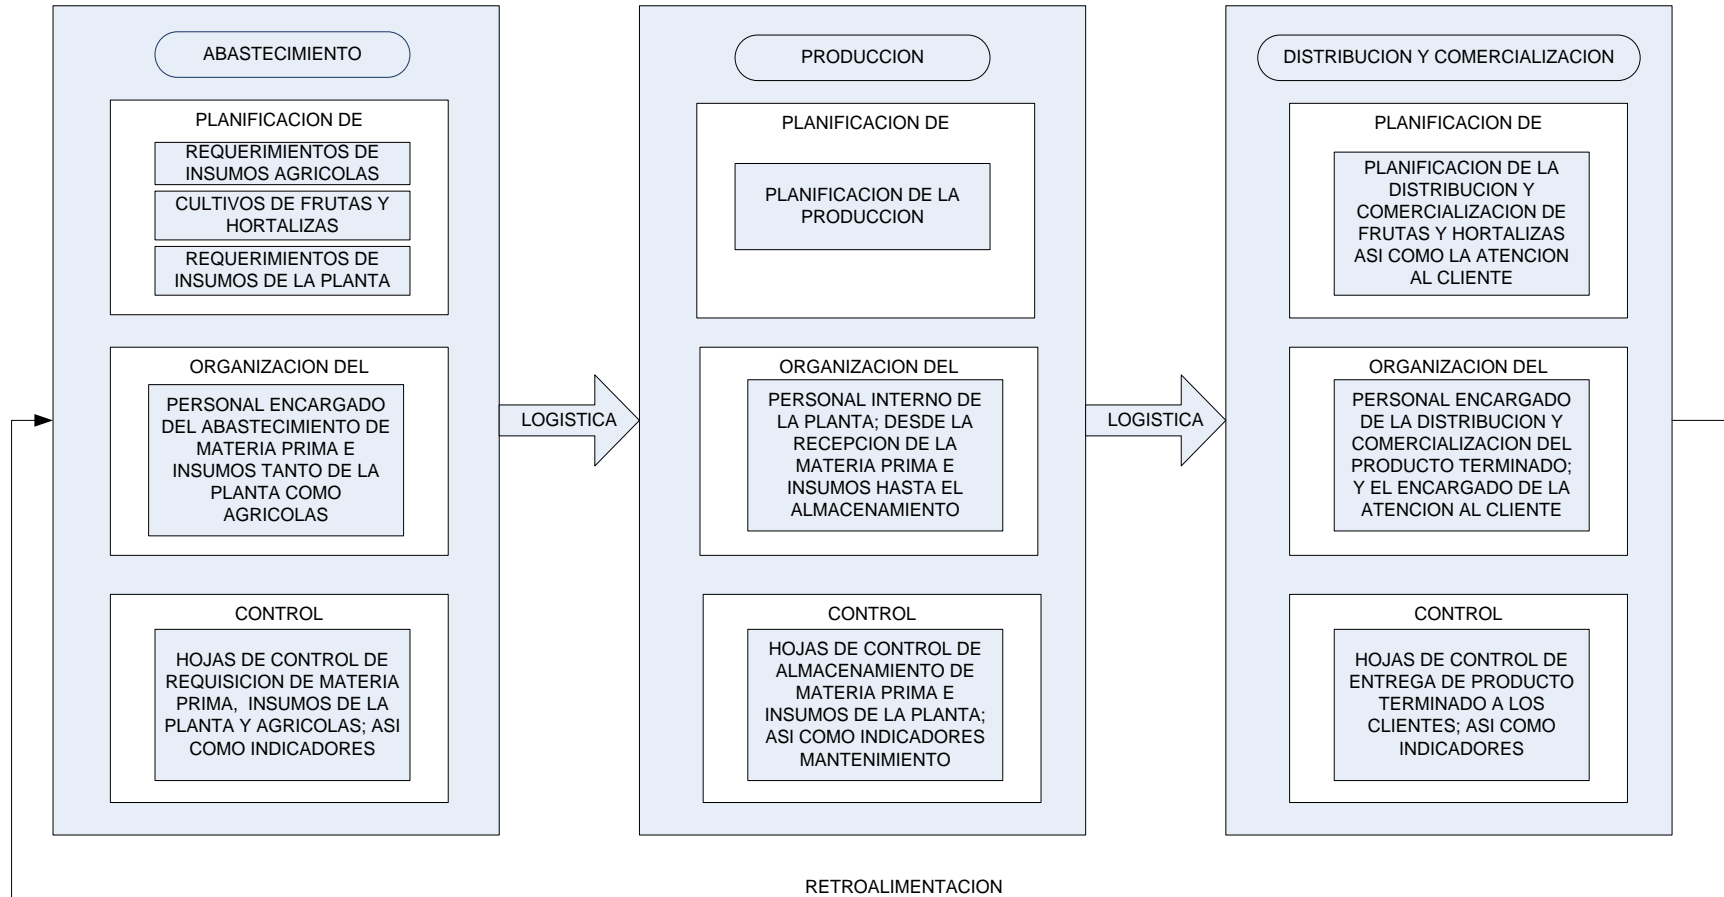 ABASTECIMIENTO
PLANIFICACION DE
REQUERIMIENTOS DE
INSUMOS AGRICOLAS
CULTIVOS DE FRUTAS Y
HORTALIZAS
REQUERIMIENTOS DE
INSUMOS DE LA PLANTA
ORGANIZACION DEL
PERSONAL ENCARGADO
DEL ABASTECIMIENTO DE
MATERIA PRIMA E
INSUMOS TANTO DE LA
PLANTA COMO
AGRICOLAS
CONTROL
HOJAS DE CONTROL DE
REQUISICION DE MATERIA
PRIMA, INSUMOS DE LA
PLANTA Y AGRICOLAS; ASI
COMO INDICADORES
LOGISTICA
PRODUCCION
PLANIFICACION DE
PLANIFICACION DE LA
PRODUCCION
ORGANIZACION DEL
PERSONAL INTERNO DE
LA PLANTA; DESDE LA
RECEPCION DE LA
MATERIA PRIMA E
INSUMOS HASTA EL
ALMACENAMIENTO
CONTROL
HOJAS DE CONTROL DE
ALMACENAMIENTO DE
MATERIA PRIMA E
INSUMOS DE LA PLANTA;
ASI COMO INDICADORES
MANTENIMIENTO
LOGISTICA
DISTRIBUCION Y COMERCIALIZACION
PLANIFICACION DE
PLANIFICACION DE LA
DISTRIBUCION Y
COMERCIALIZACION DE
FRUTAS Y HORTALIZAS
ASI COMO LA ATENCION
AL CLIENTE
ORGANIZACION DEL
PERSONAL ENCARGADO
DE LA DISTRIBUCION Y
COMERCIALIZACION DEL
PRODUCTO TERMINADO;
Y EL ENCARGADO DE LA
ATENCION AL CLIENTE
CONTROL
HOJAS DE CONTROL DE
ENTREGA DE PRODUCTO
TERMINADO A LOS
CLIENTES; ASI COMO
INDICADORES
RETROALIMENTACION